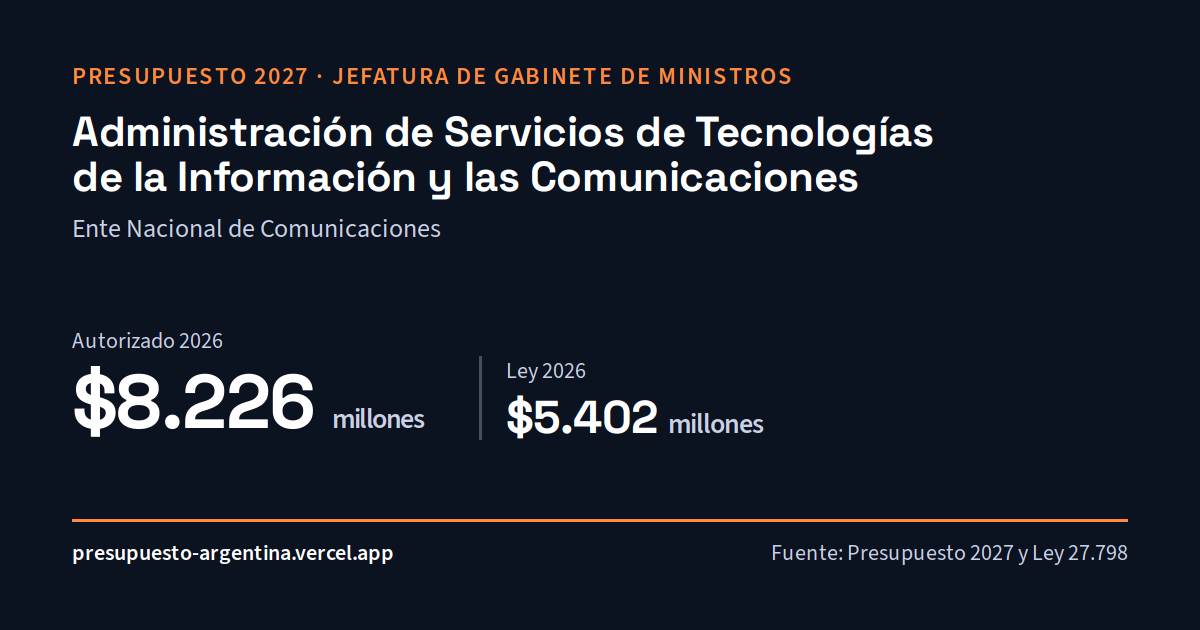 PRESUPUESTO 2027 · JEFATURA DE GABINETE DE MINISTROS
Administración de Servicios de Tecnologías
de la Información y las Comunicaciones
Ente Nacional de Comunicaciones
Autorizado 2026
$8.226 millones
Ley 2026
$5.402 millones
presupuesto-argentina.vercel.app
Fuente: Presupuesto 2027 y Ley 27.798